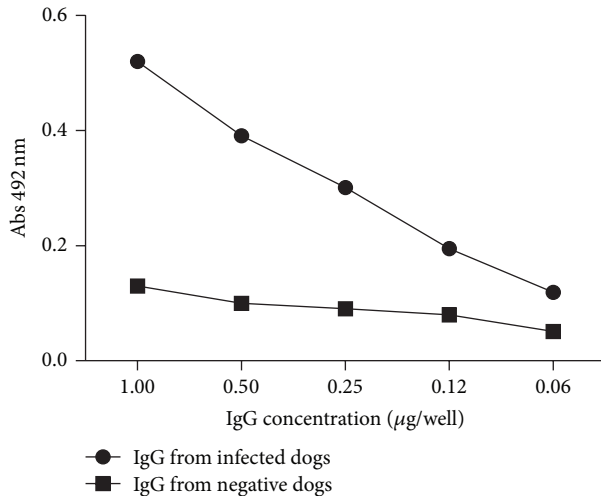 0.6
0.4
0.2
0.0
Abs 492 nm
1.00 0.50 0.25 0.12 0.06
IgG concentration (μg/well)
IgG from infected dogs
IgG from negative dogs